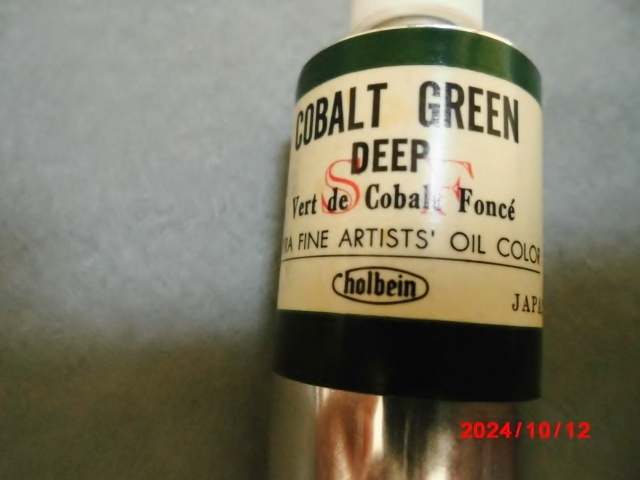 COBALT GREEN
DEEP
SF
Vert de Cobalt Foncé
FINE ARTISTS' OIL COLOR
holbein
2024/10/12